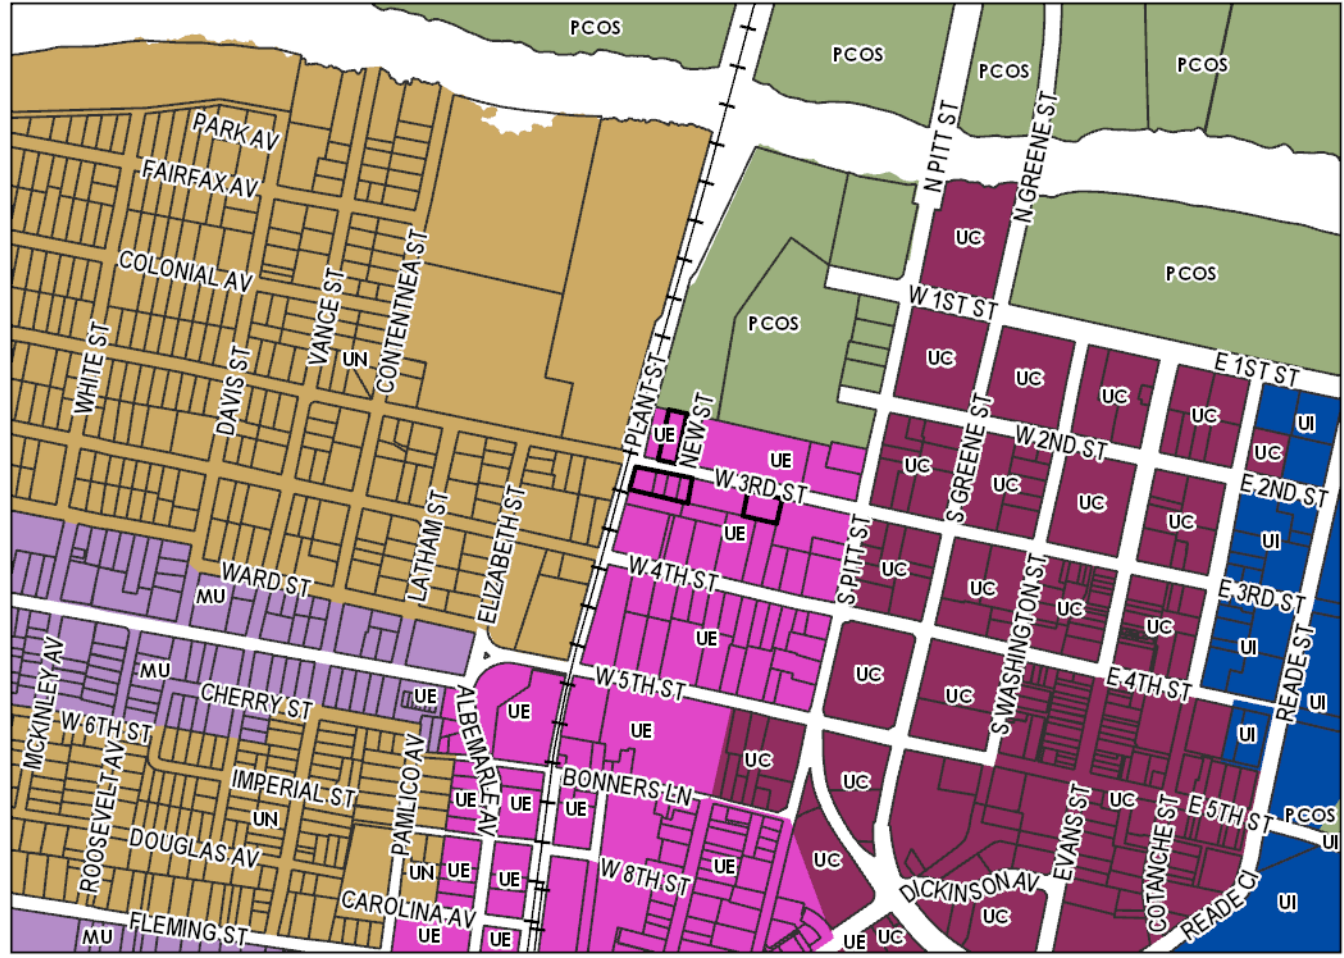 PCOS
PCOS
PCOS
PCOS
PARK AV
FAIRFAX AV
N PITT ST
N GREENE ST
UC
PCOS
COLONIAL AV
CONTENTNEA ST
VANCE ST
W 1ST ST
PCOS
WHITE ST
DAVIS ST
UN
UC
UC
UC
UC
E 1ST ST
UI
PLANT ST
NEW ST
UE
UE
S GREENE ST
W 2ND ST
UC
UC
UC
UC
UC
E 2ND ST
W 3RD ST
UE
UI
LATHAM ST
ELIZABETH ST
S PITT ST
WARD ST
MU
W 4TH ST
UC
UC
S WASHINGTON ST
UC
UC
E 3RD ST
UE
UI
MCKINLEY AV
MU
CHERRY ST
UE
W 5TH ST
UC
UC
E 4TH ST
READE ST
UI
W 6TH ST
ALBEMARLE AV
UE
UE
UI
ROOSEVELT AV
IMPERIAL ST
PAMLICO AV
UE
UE
UE
BONNERS LN
UC
UC
EVANS ST
UC
COTANCHE ST
E 5TH ST
PCOS
UI
UN
DOUGLAS AV
UN
UE
UE
W 8TH ST
UE
UC
DICKINSON AV
UC
READE CI
UI
MU
FLEMING ST
CAROLINA AV
UE
UE
UE
UC